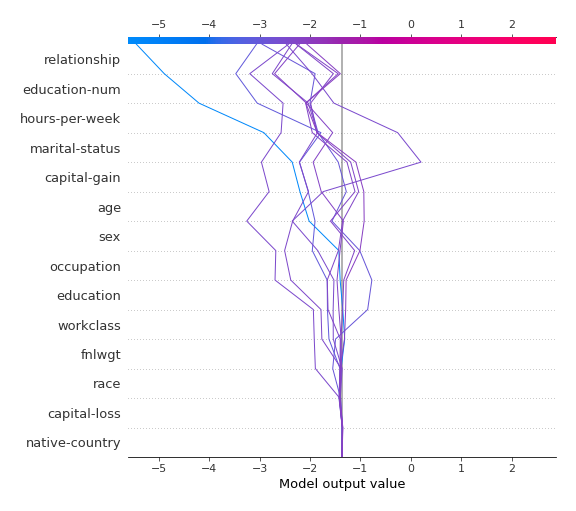 −5 −4 −3 −2 −1 0 1 2
relationship
education-num
hours-per-week
marital-status
capital-gain
age
sex
occupation
education
workclass
fnlwgt
race
capital-loss
native-country
−5 −4 −3 −2 −1 0 1 2
Model output value